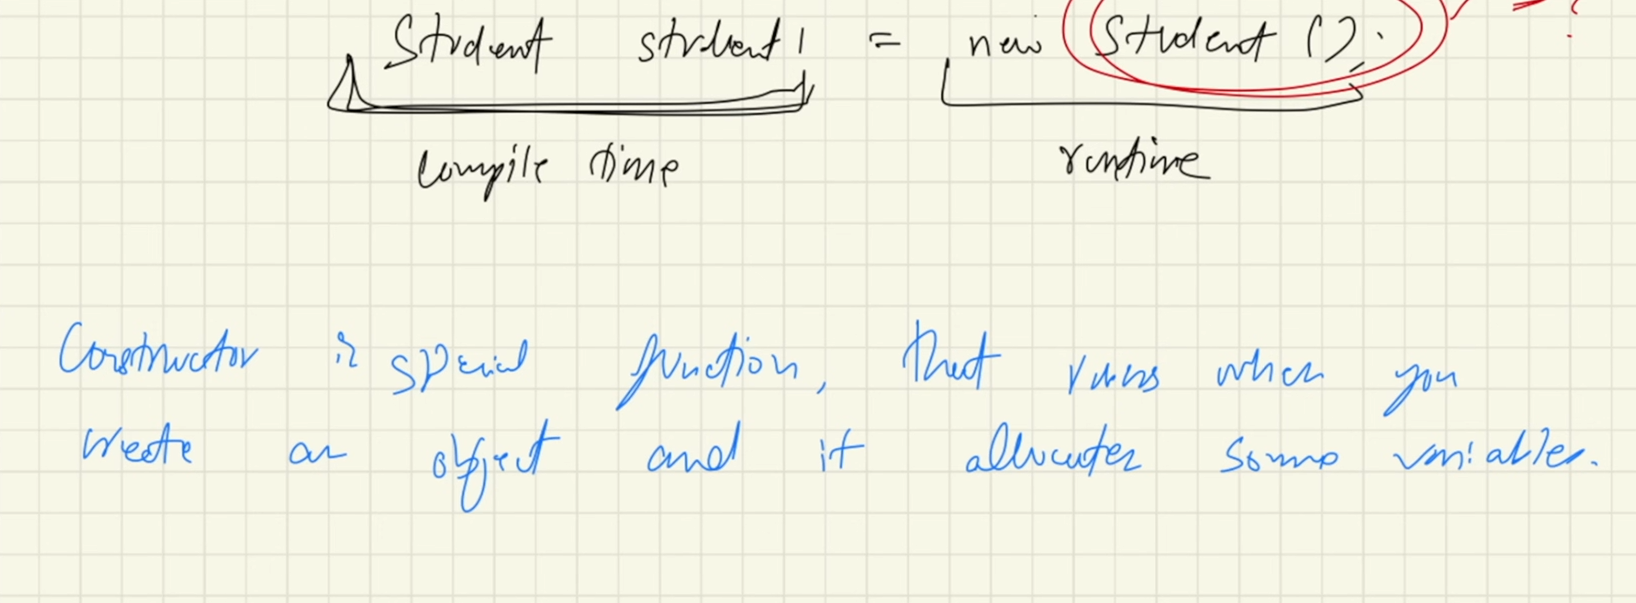 Student student1 = new Student();
compile time runtime
Constructor is special function, that runs when you
create an object and it allocates some variables.